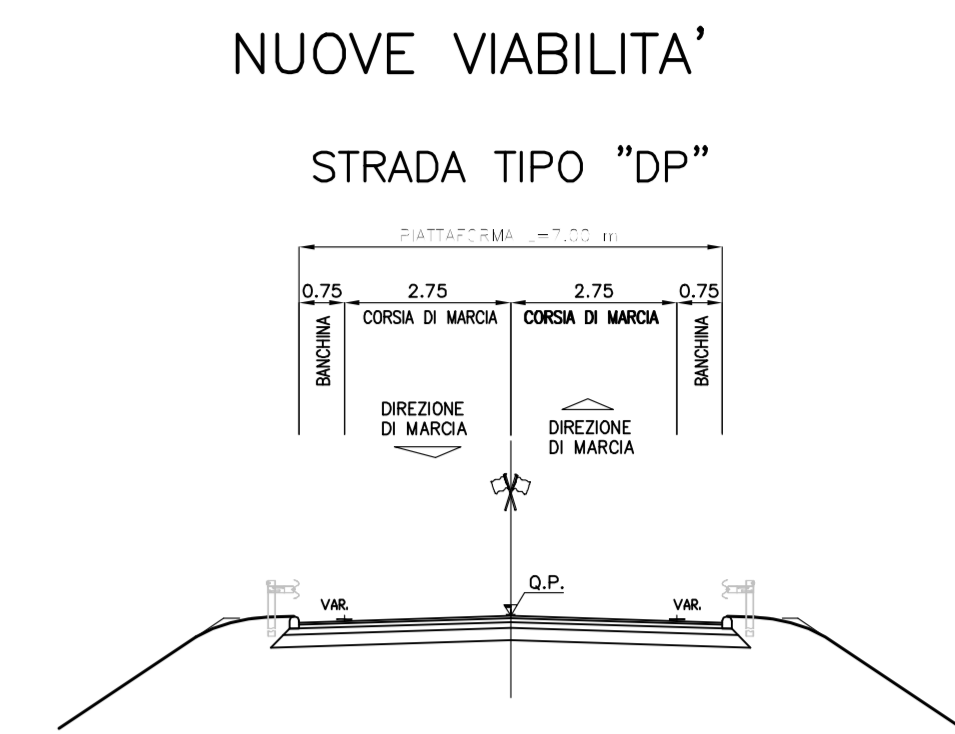 NUOVE VIABILITA'
STRADA TIPO "DP"
PIATTAFORMA L=7.00 m
0.75 2.75 2.75 0.75
BANCHINA CORSIA DI MARCIA CORSIA DI MARCIA BANCHINA
DIREZIONE
DI MARCIA
DIREZIONE
DI MARCIA
Q.P.
VAR. VAR.